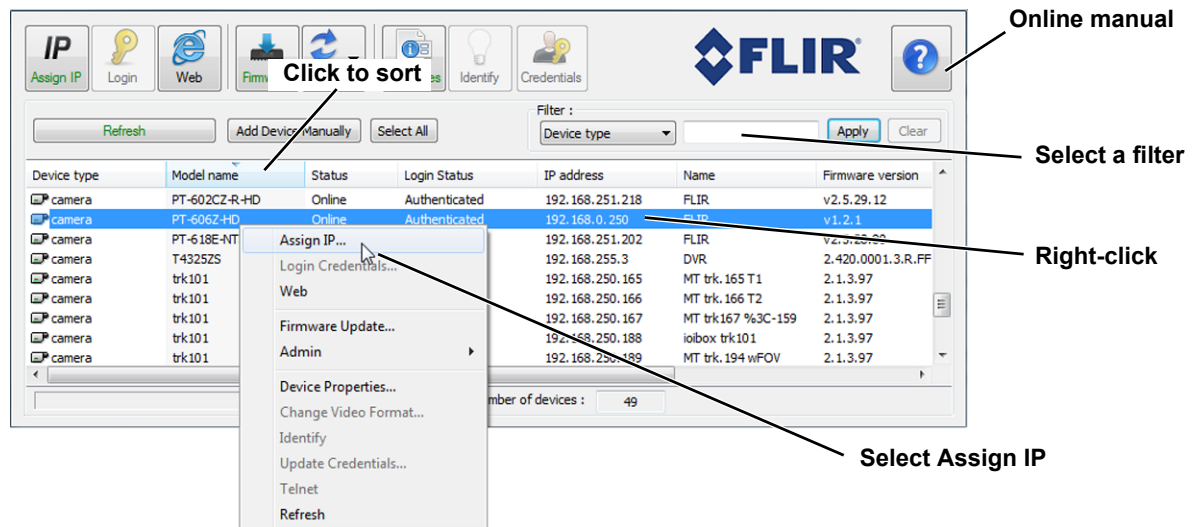 Online manual
IP
Assign IP
Login
Web
Click to sort
Identify
Credentials
FLIR
?
Refresh
Add Device Manually
Select All
Filter :
Device type
Apply
Clear
Select a filter
Device type Model name Status Login Status IP address Name Firmware version
camera PT-602CZ-R-HD Online Authenticated 192.168.251.218 FLIR v2.5.29.12
camera PT-606Z-HD Online Authenticated 192.168.0.250 FLIR v1.2.1
camera PT-618E-NT 192.168.251.202 FLIR
camera T4325ZS 192.168.255.3 DVR 2.420.0001.3.R.FF
camera trk101 192.168.250.165 MT trk.165 T1 2.1.3.97
camera trk101 192.168.250.166 MT trk.166 T2 2.1.3.97
camera trk101 192.168.250.167 MT trk167 %3C-159 2.1.3.97
camera trk101 192.168.250.188 ioibox trk101 2.1.3.97
camera trk101 192.168.250.189 MT trk.194 wFOV 2.1.3.97
Right-click
of devices : 49
Assign IP...
Login Credentials...
Web
Firmware Update...
Admin
Device Properties...
Change Video Format...
Identify
Update Credentials...
Telnet
Refresh
Select Assign IP